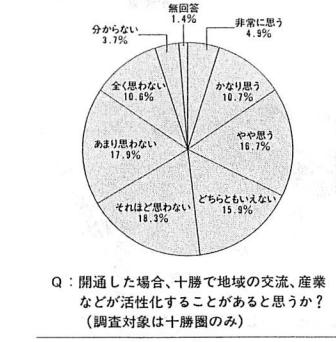 無回答
1.4%
非常に思う
4.9%
かなり思う
10.7%
やや思う
16.7%
どちらともいえない
15.9%
それほど思わない
18.3%
あまり思わない
17.9%
全く思わない
10.6%
分からない
3.7%
Q：開通した場合、十勝で地域の交流、産業
などが活性化することがあると思うか？
（調査対象は十勝圏のみ）